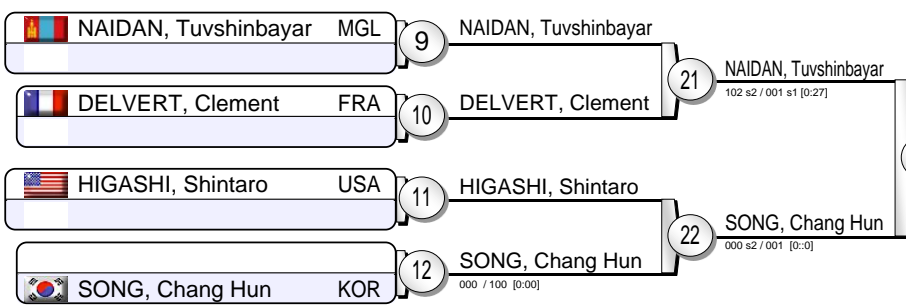 NAIDAN, Tuvshinbayar MGL
9
NAIDAN, Tuvshinbayar
21
NAIDAN, Tuvshinbayar
102 s2 / 001 s1 [0:27]
DELVERT, Clement FRA
10
DELVERT, Clement
HIGASHI, Shintaro USA
11
HIGASHI, Shintaro
22
SONG, Chang Hun
000 s2 / 001 [0::0]
12
SONG, Chang Hun
000 / 100 [0:00]
SONG, Chang Hun KOR